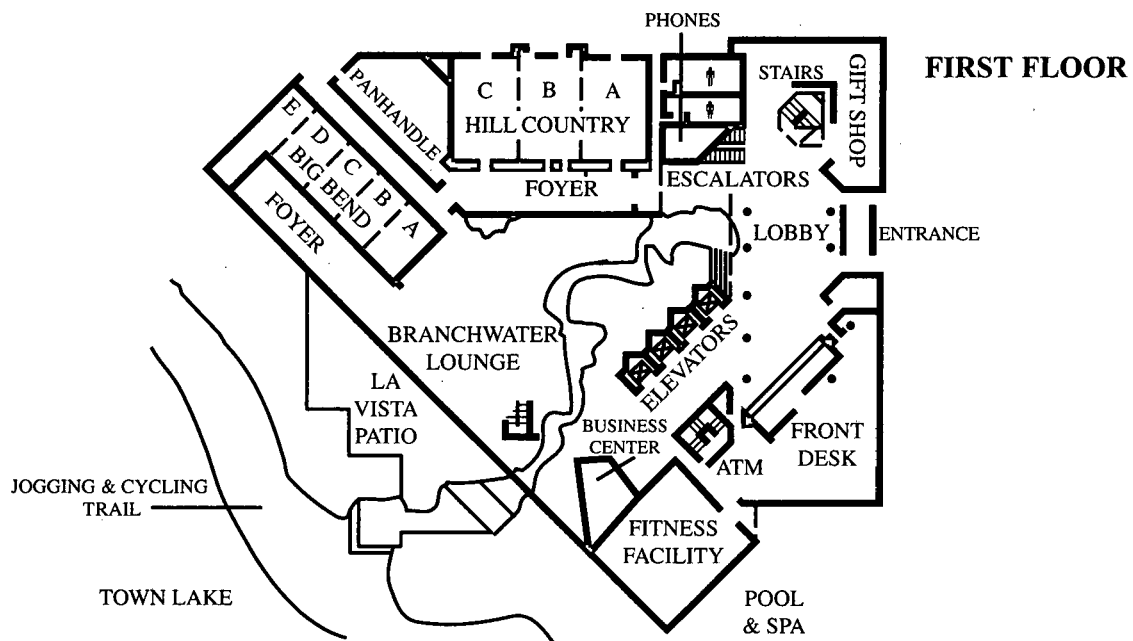 PHONES
FIRST FLOOR
STAIRS
GIFT SHOP
PANHANDLE
C B A
HILL COUNTRY
E D C B A
BIG BEND
FOYER
FOYER
ESCALATORS
LOBBY
ENTRANCE
BRANCHWATER
LOUNGE
ELEVATORS
LA
VISTA
PATIO
BUSINESS
CENTER
FRONT
DESK
ATM
JOGGING & CYCLING
TRAIL
FITNESS
FACILITY
TOWN LAKE
POOL
& SPA